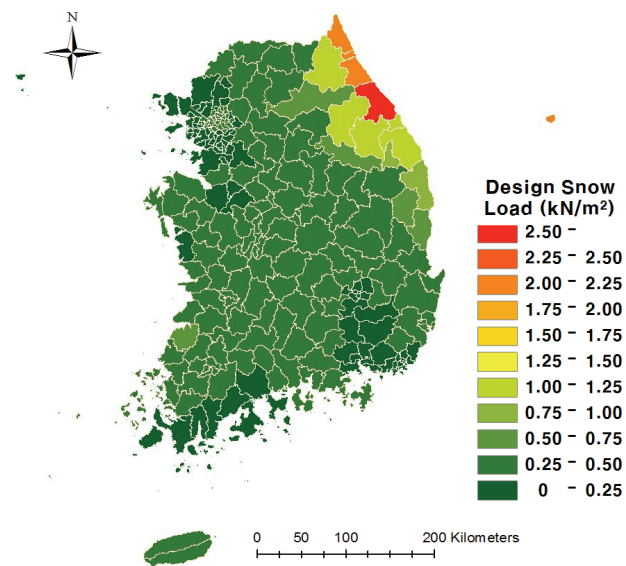 N
Design Snow
Load (kN/m²)
2.50 -
2.25 - 2.50
2.00 - 2.25
1.75 - 2.00
1.50 - 1.75
1.25 - 1.50
1.00 - 1.25
0.75 - 1.00
0.50 - 0.75
0.25 - 0.50
0 - 0.25
0 50 100 200 Kilometers